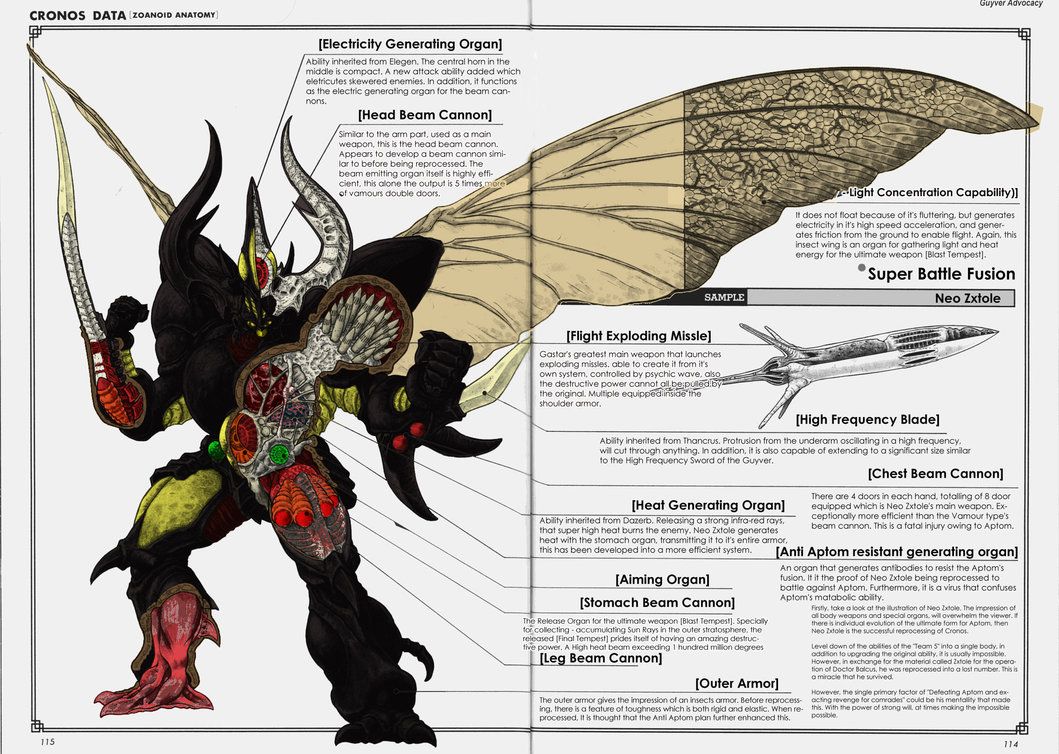 CRONOS DATA [ZOANOID ANATOMY]
Guyver Advocacy
[Electricity Generating Organ]
Ability inherited from Elegen. The central horn in the
middle is compact. A new attack ability added which
eletricutes skewered enemies. In addition, it functions
as the electric generating organ for the beam can-
nons.
[Head Beam Cannon]
Similar to the arm part, used as a main
weapon, this is the head beam cannon.
Appears to develop a beam cannon simi-
lar to before being reprocessed. The
beam emitting organ itself is highly effi-
cient, this alone the output is 5 times more
of vamours double doors.
Light Concentration Capability)]
It does not float because of it's fluttering, but generates
electricity in it's high speed acceleration, and gener-
ates friction from the ground to enable flight. Again, this
insect wing is an organ for gathering light and heat
energy for the ultimate weapon [Blast Tempest].
Super Battle Fusion
SAMPLE
Neo Zxtole
[Flight Exploding Missle]
Gastar's greatest main weapon that launches
exploding missles. able to create it from it's
own system, controlled by psychic wave, also
the destructive power cannot all be pulled by
the original. Multiple equipped inside the
shoulder armor.
[High Frequency Blade]
Ability inherited from Thancrus. Protrusion from the underarm oscillating in a high frequency,
will cut through anything. In addition, it is also capable of extending to a significant size similar
to the High Frequency Sword of the Guyver.
[Chest Beam Cannon]
There are 4 doors in each hand, totalling of 8 door
equipped which is Neo Zxtole's main weapon. Ex-
ceptionally more efficient than the Vamour type's
beam cannon. This is a fatal injury owing to Aptom.
[Heat Generating Organ]
Ability inherited from Dazerb. Releasing a strong infra-red rays,
that super high heat burns the enemy. Neo Zxtole generates
heat with the stomach organ, transmitting it to it's entire armor,
this has been developed into a more efficient system.
[Anti Aptom resistant generating organ]
An organ that generates antibodies to resist the Aptom's
fusion. It it the proof of Neo Zxtole being reprocessed to
battle against Aptom. Furthermore, it is a virus that confuses
Aptom's matabolic ability.
[Aiming Organ]
[Stomach Beam Cannon]
The Release Organ for the ultimate weapon [Blast Tempest]. Specially
for collecting - accumulating Sun Rays in the outer stratosphere, the
released [Final Tempest] prides itself of having an amazing destruc-
tive power. A High heat beam exceeding 1 hundred million degrees
[Leg Beam Cannon]
[Outer Armor]
The outer armor gives the impression of an insects armor. Before reprocess-
ing, there is a feature of toughness which is both rigid and elastic. When re-
processed, It is thought that the Anti Aptom plan further enhanced this.
Firstly, take a look at the illustration of Neo Zxtole. The impression of
all body weapons and special organs, will overwhelm the viewer. If
there is individual evolution of the ultimate form for Aptom, then
Neo Zxtole is the successful reprocessing of Cronos.
Level down of the abilities of the "Team 5" into a single body, in
addition to upgrading the original ability, it is usually impossible.
However, in exchange for the material called Zxtole for the opera-
tion of Doctor Balcus, he was reprocessed into a lost number. This is
a miracle that he survived.
However, the single primary factor of "Defeating Aptom and ex-
acting revenge for comrades" could be his mentallity that made
this. With the power of strong will, at times making the impossible
possible.
115
114